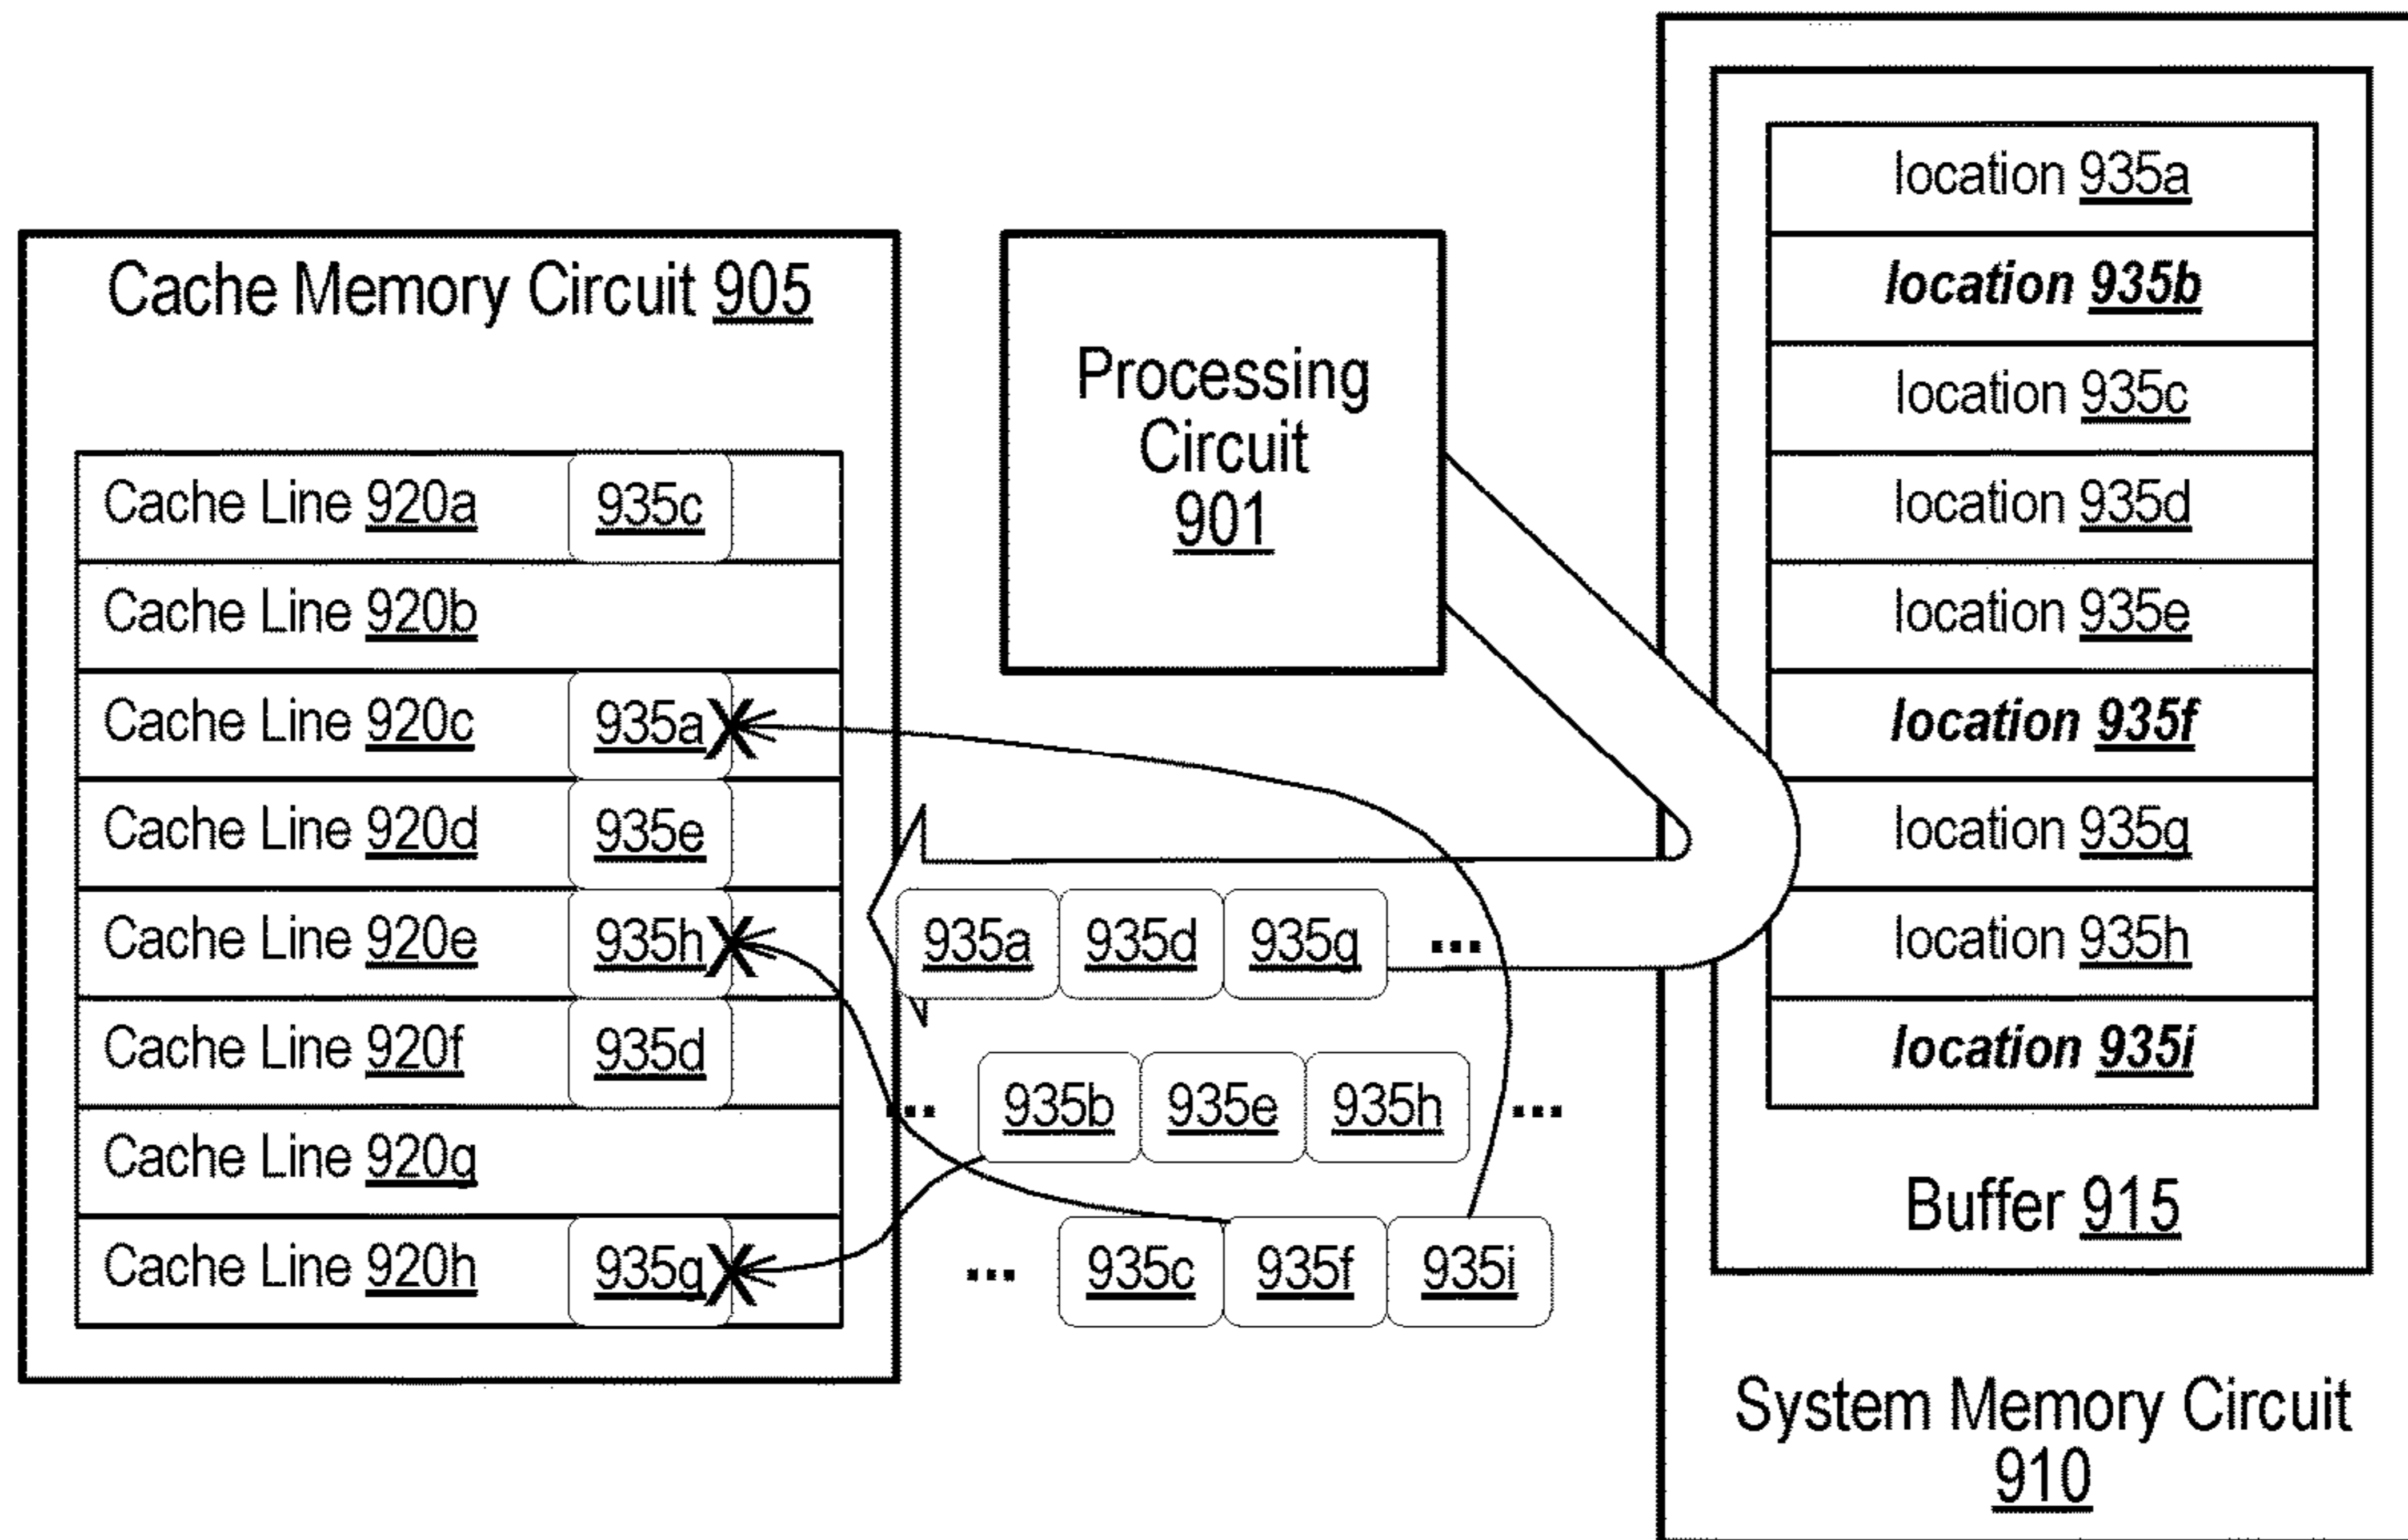 Cache Memory Circuit 905
Cache Line 920a 935c
Cache Line 920b
Cache Line 920c 935a X
Cache Line 920d 935e
Cache Line 920e 935h X
Cache Line 920f 935d
Cache Line 920g
Cache Line 920h 935g X
Processing
Circuit
901
935a 935d 935g ...
... 935b 935e 935h ...
... 935c 935f 935i
location 935a
location 935b
location 935c
location 935d
location 935e
location 935f
location 935g
location 935h
location 935i
Buffer 915
System Memory Circuit
910